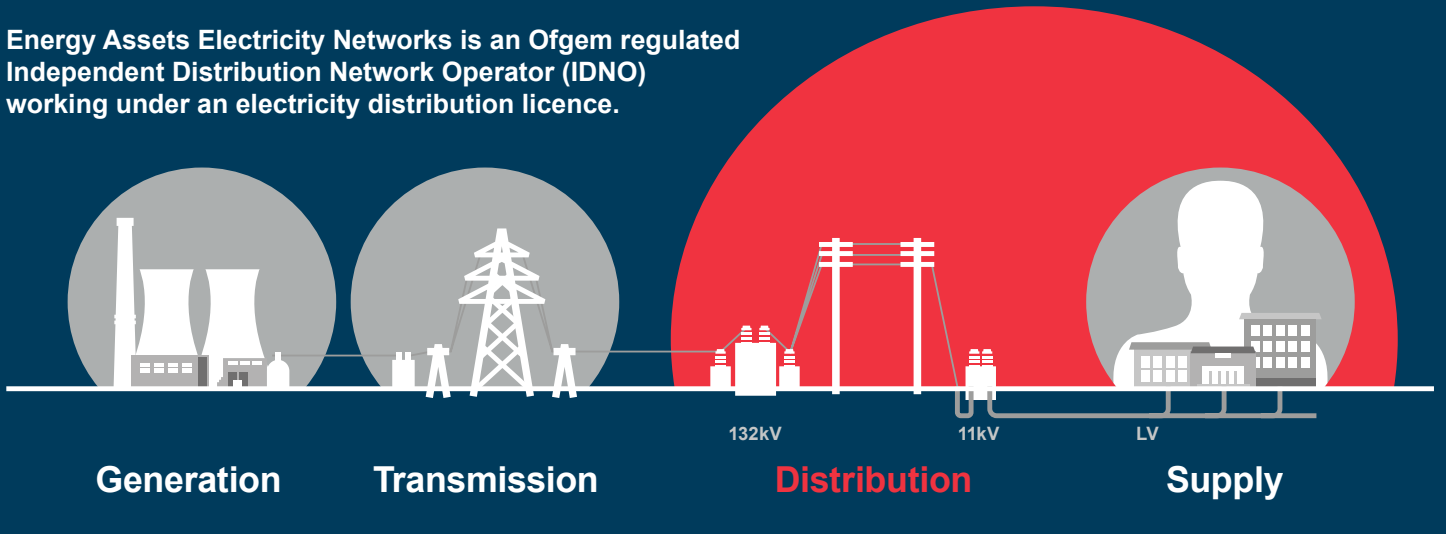 Energy Assets Electricity Networks is an Ofgem regulated
Independent Distribution Network Operator (IDNO)
working under an electricity distribution licence.
132kV 11kV LV
Generation Transmission Distribution Supply